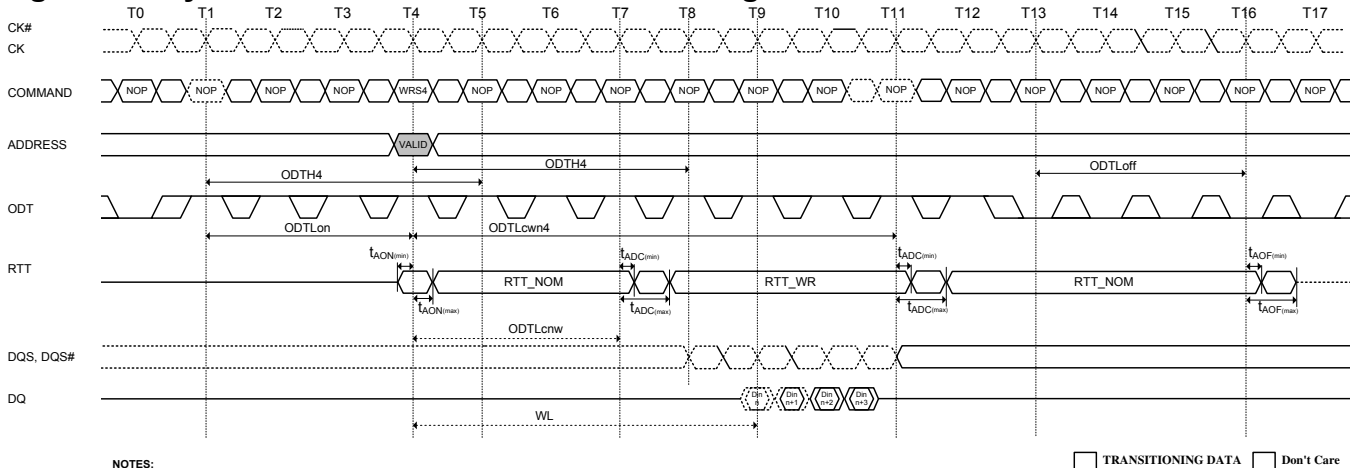 T0 T1 T2 T3 T4 T5 T6 T7 T8 T9 T10 T11 T12 T13 T14 T15 T16 T17
CK#
CK
COMMAND NOP NOP NOP NOP WRS4 NOP NOP NOP NOP NOP NOP NOP NOP NOP NOP NOP NOP NOP
ADDRESS VALID
ODTH4 ODTH4 ODTLoff
ODT
ODTLon ODTLcwn4
tAON(min) tADC(min) tADC(min) tAOF(min)
RTT RTT_NOM RTT_WR RTT_NOM
tAON(max) tADC(max) tADC(max) tAOF(max)
ODTLcnw
DQS, DQS#
DQ Din n Din n+1 Din n+2 Din n+3
WL
NOTES: TRANSITIONING DATA Don't Care